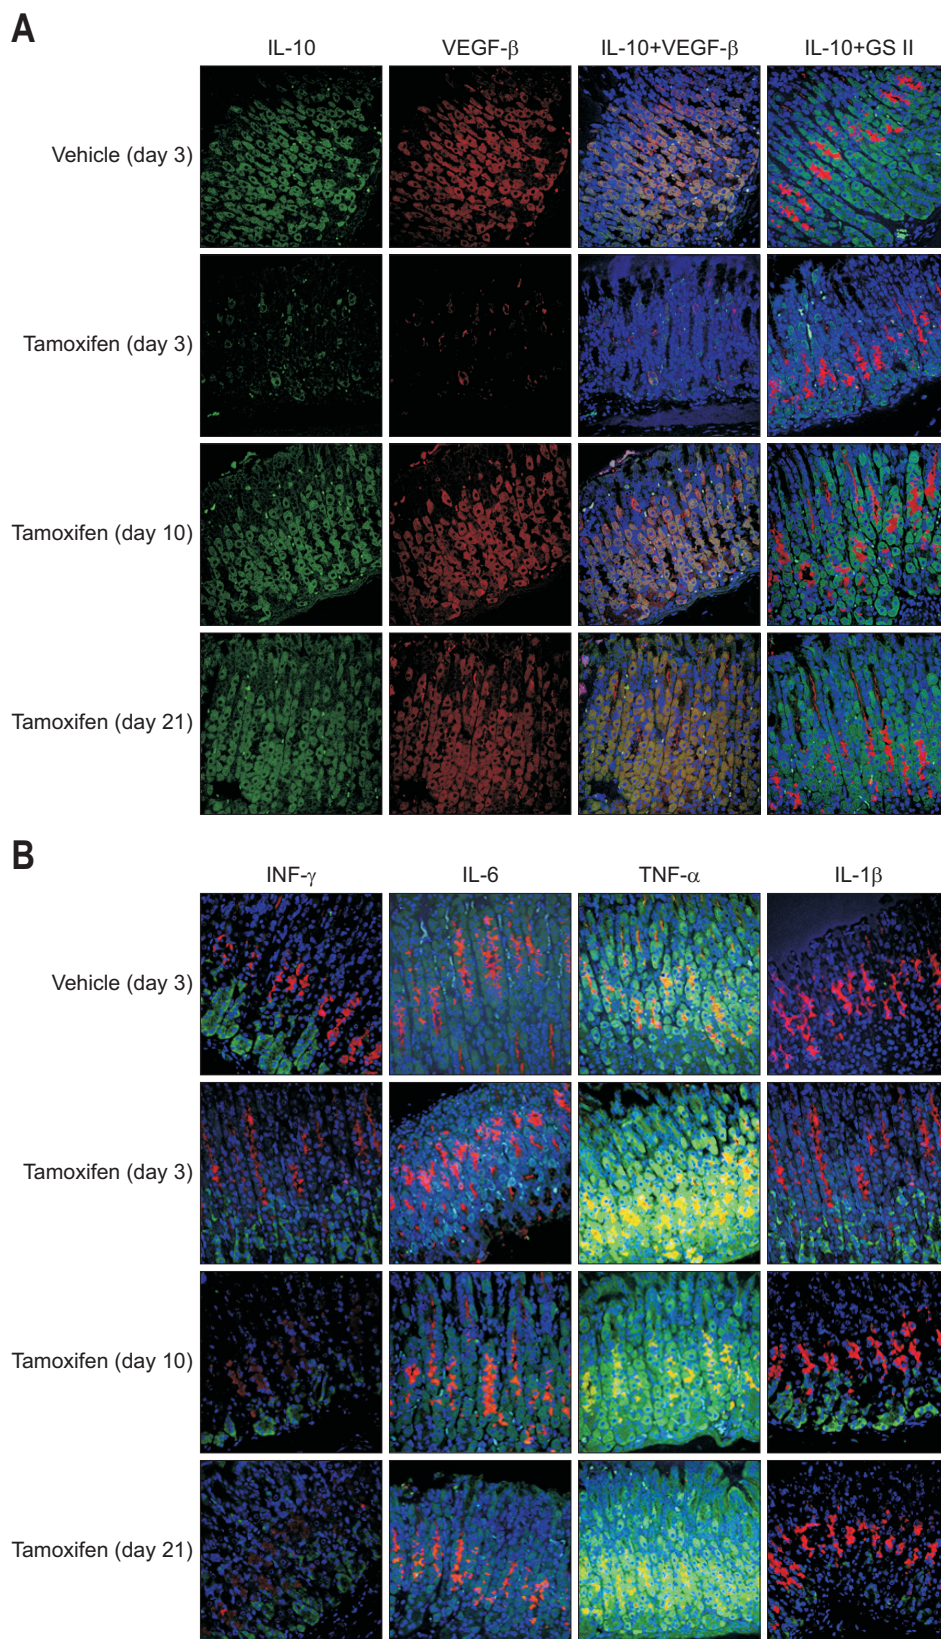 A
IL-10 VEGF-β IL-10+VEGF-β IL-10+GS II
Vehicle (day 3)
Tamoxifen (day 3)
Tamoxifen (day 10)
Tamoxifen (day 21)
B
INF-γ IL-6 TNF-α IL-1β
Vehicle (day 3)
Tamoxifen (day 3)
Tamoxifen (day 10)
Tamoxifen (day 21)